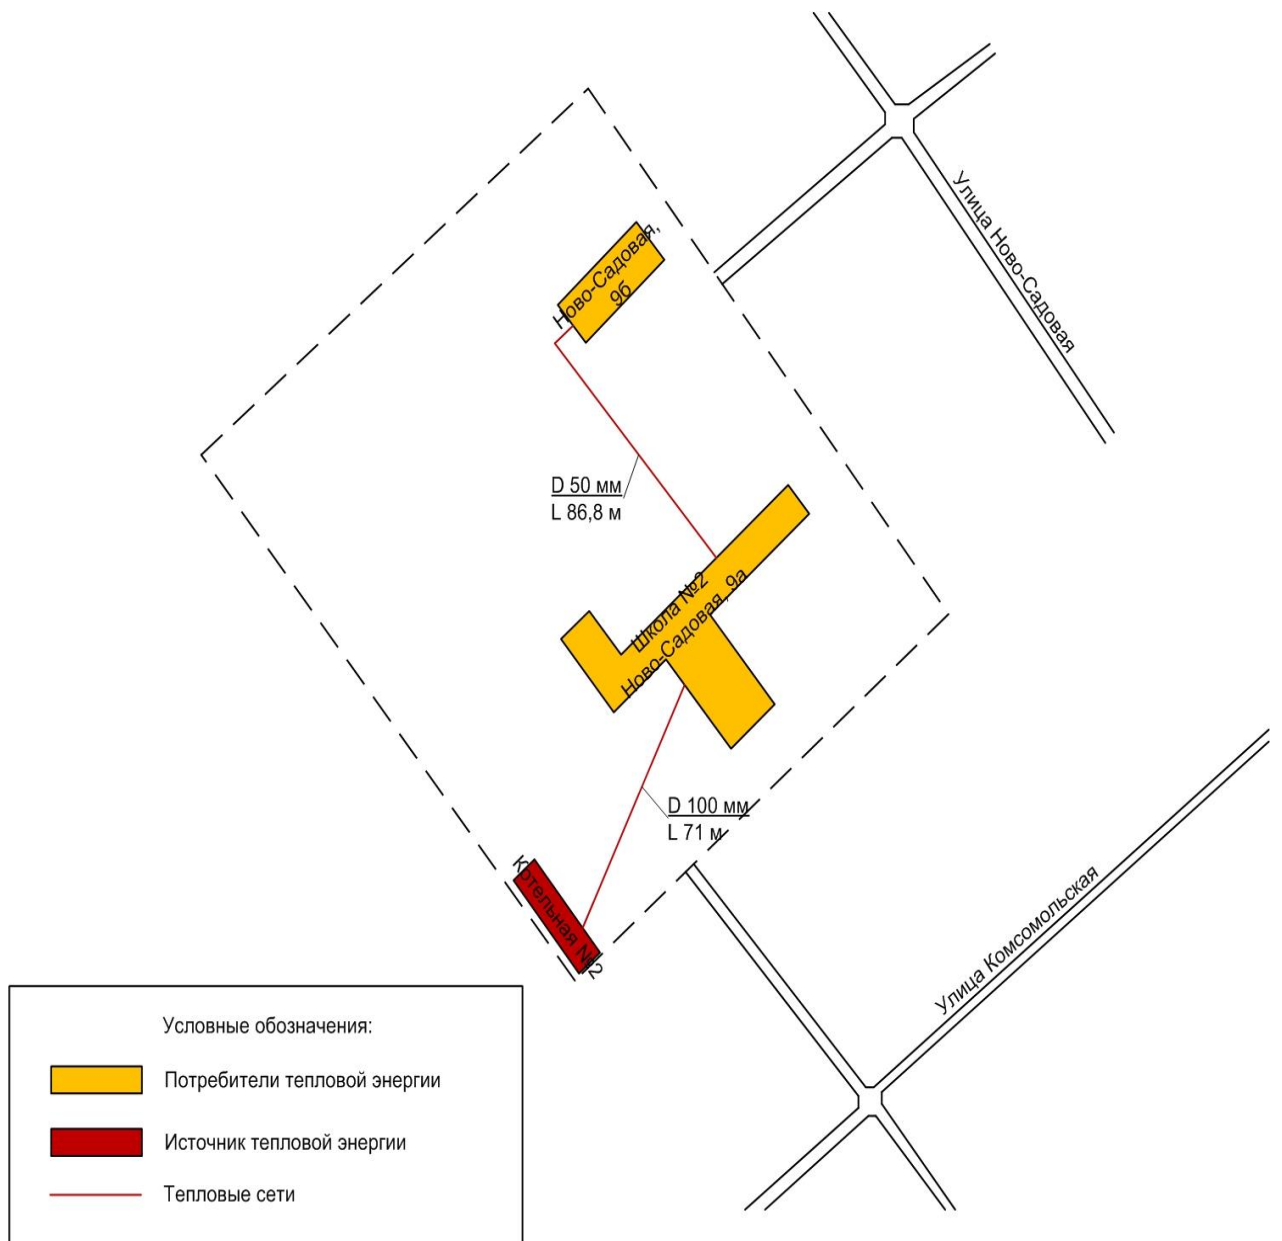 Улица Ново-Садовая
Ново-Садовая,
9б
D 50 мм
L 86,8 м
Школа №2
Ново-Садовая, 9а
D 100 мм
L 71 м
Котельная №2
Улица Комсомольская
Условные обозначения:
Потребители тепловой энергии
Источник тепловой энергии
Тепловые сети